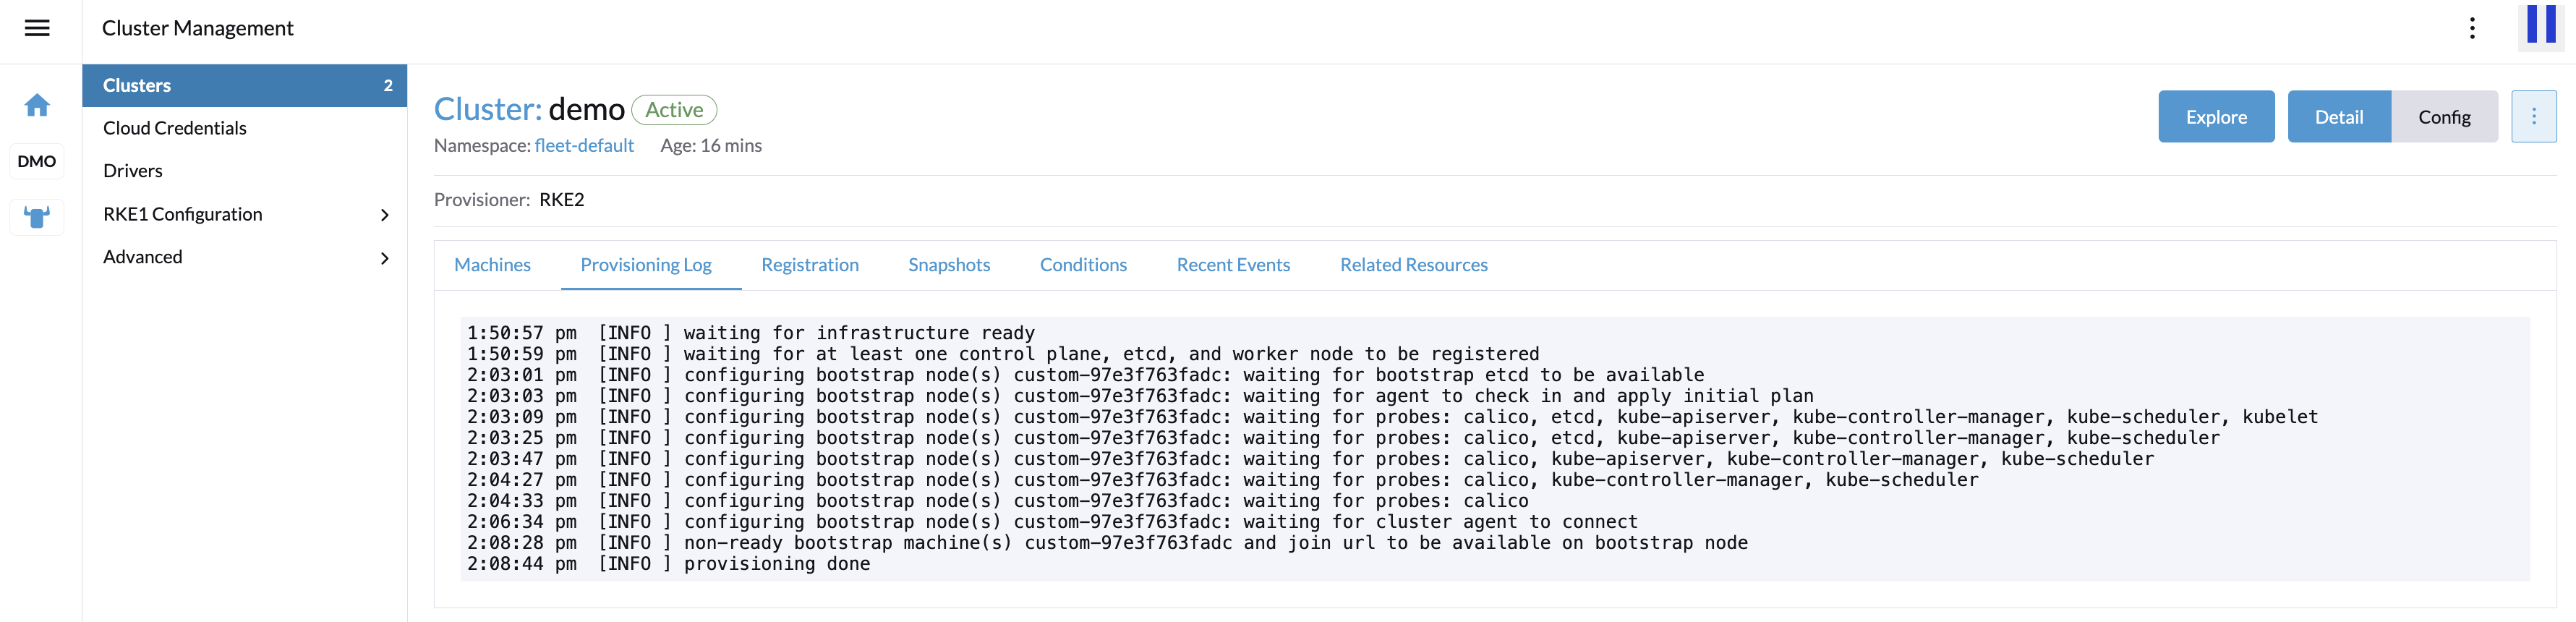 Cluster Management
DMO
Clusters 2
Cloud Credentials
Drivers
RKE1 Configuration
Advanced
Cluster: demo Active
Namespace: fleet-default Age: 16 mins
Explore Detail Config
Provisioner: RKE2
Machines Provisioning Log Registration Snapshots Conditions Recent Events Related Resources
1:50:57 pm [INFO ] waiting for infrastructure ready
1:50:59 pm [INFO ] waiting for at least one control plane, etcd, and worker node to be registered
2:03:01 pm [INFO ] configuring bootstrap node(s) custom-97e3f763fadc: waiting for bootstrap etcd to be available
2:03:03 pm [INFO ] configuring bootstrap node(s) custom-97e3f763fadc: waiting for agent to check in and apply initial plan
2:03:09 pm [INFO ] configuring bootstrap node(s) custom-97e3f763fadc: waiting for probes: calico, etcd, kube-apiserver, kube-controller-manager, kube-scheduler, kubelet
2:03:25 pm [INFO ] configuring bootstrap node(s) custom-97e3f763fadc: waiting for probes: calico, etcd, kube-apiserver, kube-controller-manager, kube-scheduler
2:03:47 pm [INFO ] configuring bootstrap node(s) custom-97e3f763fadc: waiting for probes: calico, kube-apiserver, kube-controller-manager, kube-scheduler
2:04:27 pm [INFO ] configuring bootstrap node(s) custom-97e3f763fadc: waiting for probes: calico, kube-controller-manager, kube-scheduler
2:04:33 pm [INFO ] configuring bootstrap node(s) custom-97e3f763fadc: waiting for probes: calico
2:06:34 pm [INFO ] configuring bootstrap node(s) custom-97e3f763fadc: waiting for cluster agent to connect
2:08:28 pm [INFO ] non-ready bootstrap machine(s) custom-97e3f763fadc and join url to be available on bootstrap node
2:08:44 pm [INFO ] provisioning done